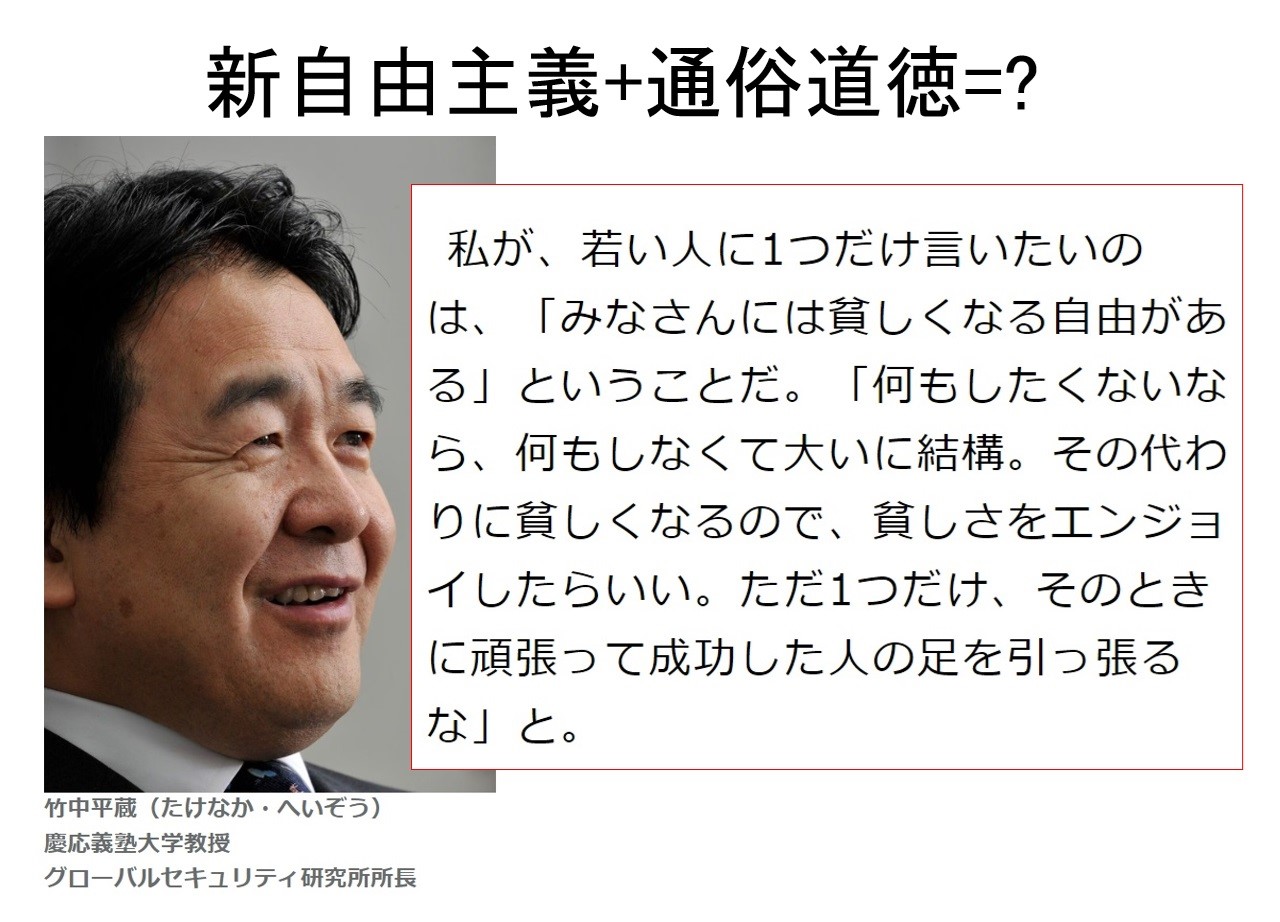 新自由主義+通俗道徳=?
私が、若い人に1つだけ言いたいの
は、「みなさんには貧しくなる自由があ
る」ということだ。「何もしたくないな
ら、何もしなくて大いに結構。その代わ
りに貧しくなるので、貧しさをエンジョ
イしたらいい。ただ1つだけ、そのとき
に頑張って成功した人の足を引っ張る
な」と。
竹中平蔵（たけなか・へいぞう）
慶応義塾大学教授
グローバルセキュリティ研究所所長